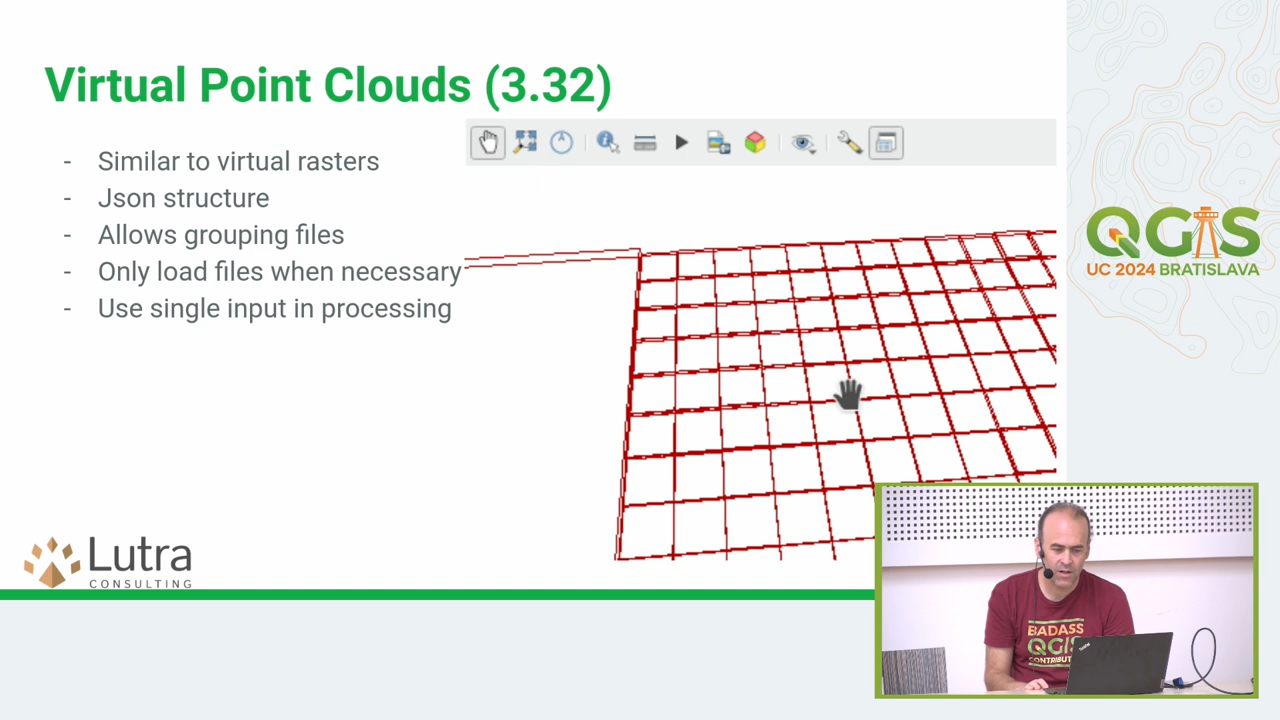 Virtual Point Clouds (3.32)
- Similar to virtual rasters
- Json structure
- Allows grouping files
- Only load files when necessary
- Use single input in processing
QGIS
UC 2024 BRATISLAVA
Lutra
CONSULTING
BADASS
QGIS
CONTRIBUT